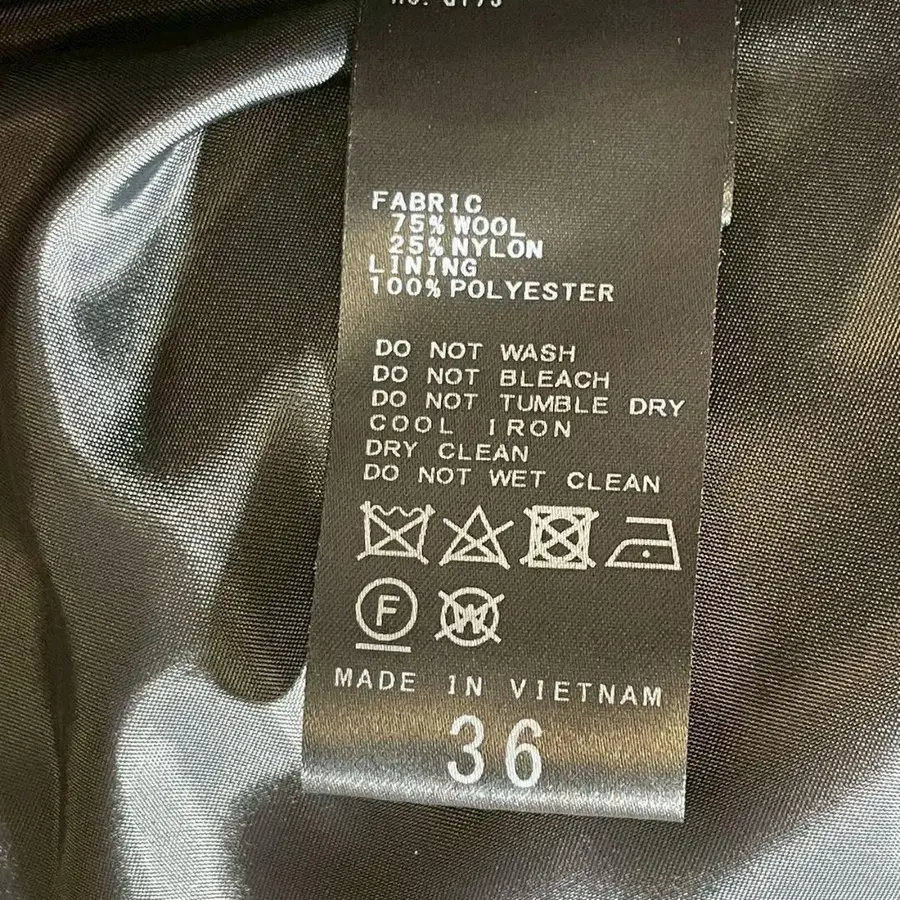 FABRIC
75% WOOL
25% NYLON
LINING
100% POLYESTER
DO NOT WASH
DO NOT BLEACH
DO NOT TUMBLE DRY
COOL IRON
DRY CLEAN
DO NOT WET CLEAN
F W
MADE IN VIETNAM
36